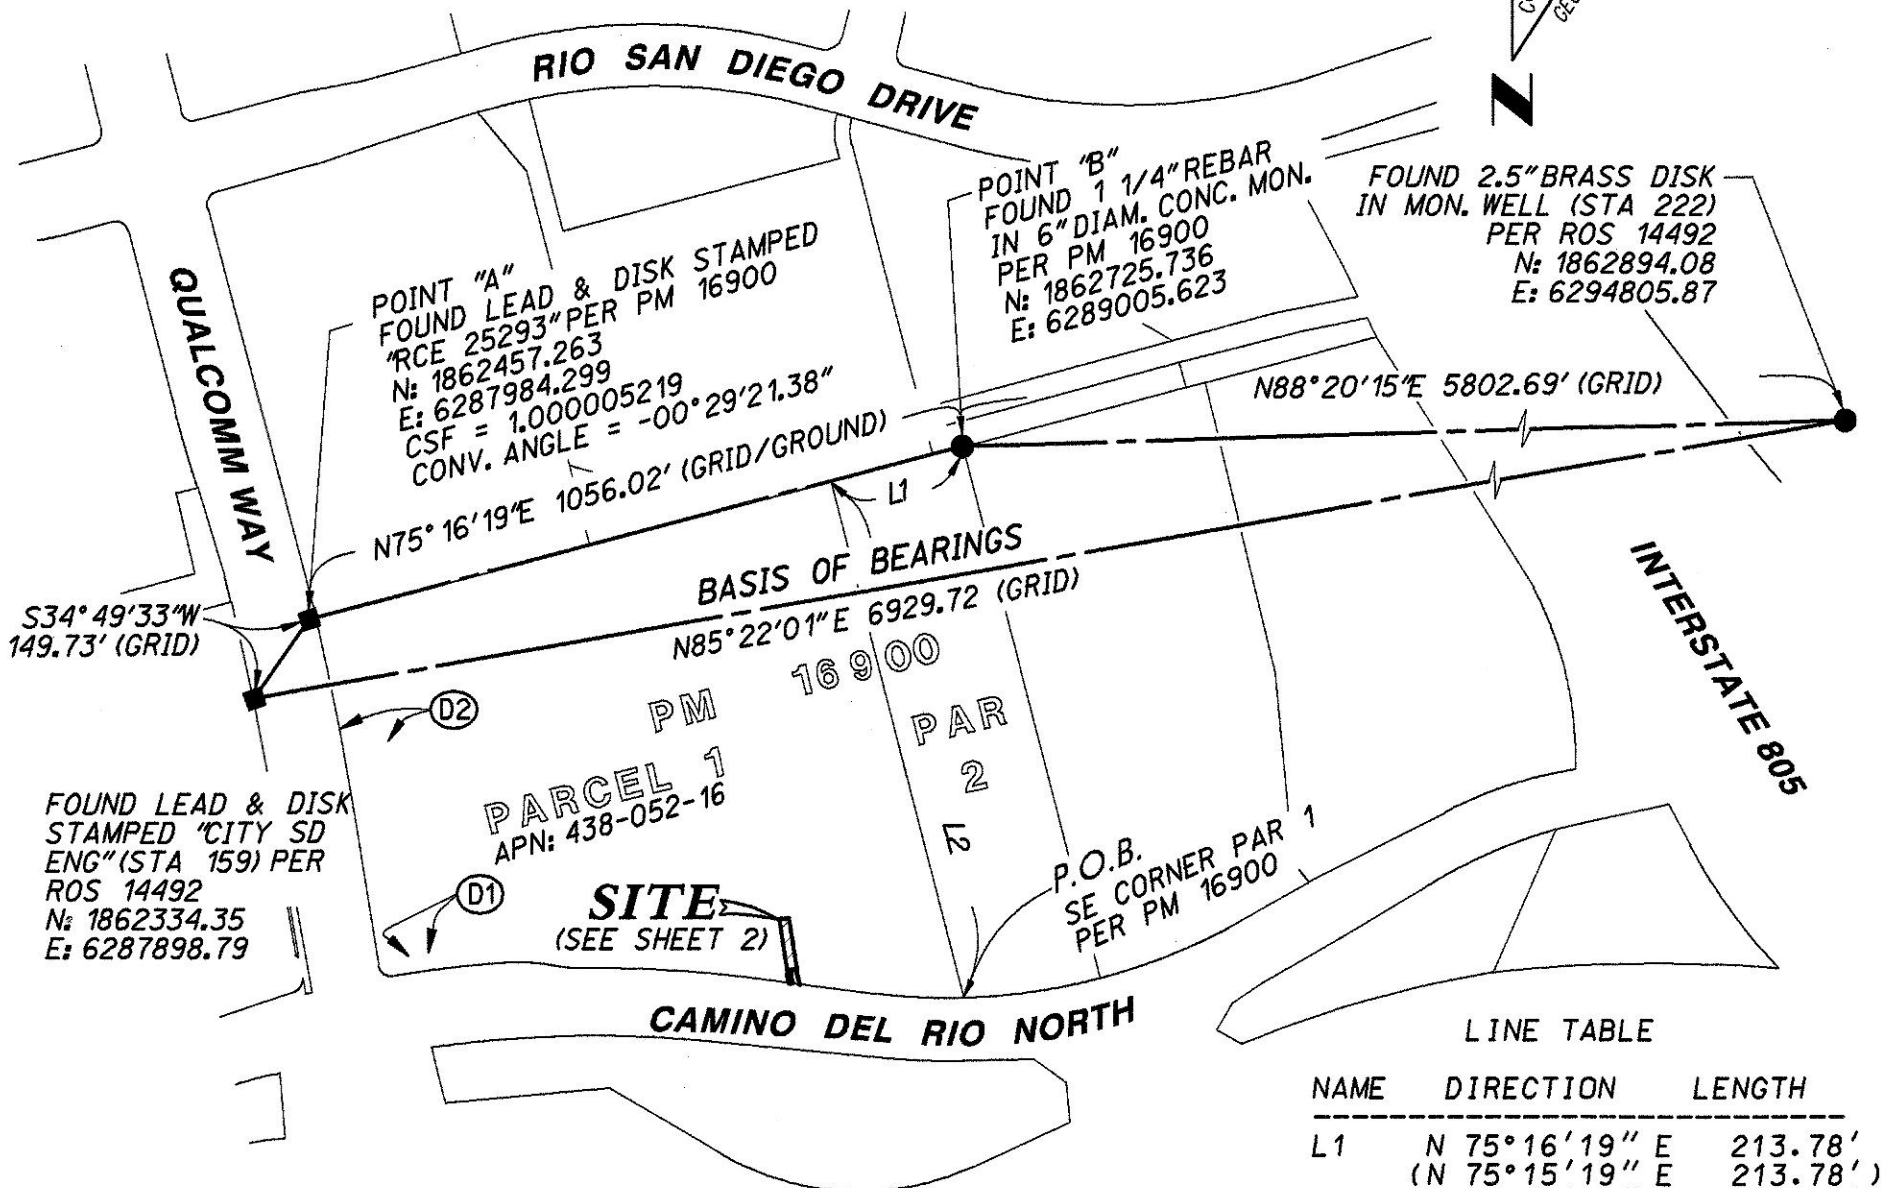 RIO SAN DIEGO DRIVE
N
POINT "A"
FOUND LEAD & DISK STAMPED
"RCE 25293" PER PM 16900
N: 1862457.263
E: 6287984.299
CSF = 1.000005219
CONV. ANGLE = -00°29'21.38"
POINT "B"
FOUND 1 1/4" REBAR
IN 6" DIAM. CONC. MON.
PER PM 16900
N: 1862725.736
E: 6289005.623
FOUND 2.5" BRASS DISK
IN MON. WELL (STA 222)
PER ROS 14492
N: 1862894.08
E: 6294805.87
QUALCOMM WAY
N75°16'19"E 1056.02' (GRID/GROUND)
N88°20'15"E 5802.69' (GRID)
L1
BASIS OF BEARINGS
N85°22'01"E 6929.72 (GRID)
S34°49'33"W
149.73' (GRID)
INTERSTATE 805
PM 16900
D2
PARCEL 1
APN: 438-052-16
PAR
2
L2
FOUND LEAD & DISK
STAMPED "CITY SD
ENG" (STA 159) PER
ROS 14492
N: 1862334.35
E: 6287898.79
D1
SITE
(SEE SHEET 2)
P.O.B.
SE CORNER PAR 1
PER PM 16900
CAMINO DEL RIO NORTH
LINE TABLE
NAME DIRECTION LENGTH
L1 N 75°16'19" E 213.78'
(N 75°15'19" E 213.78')